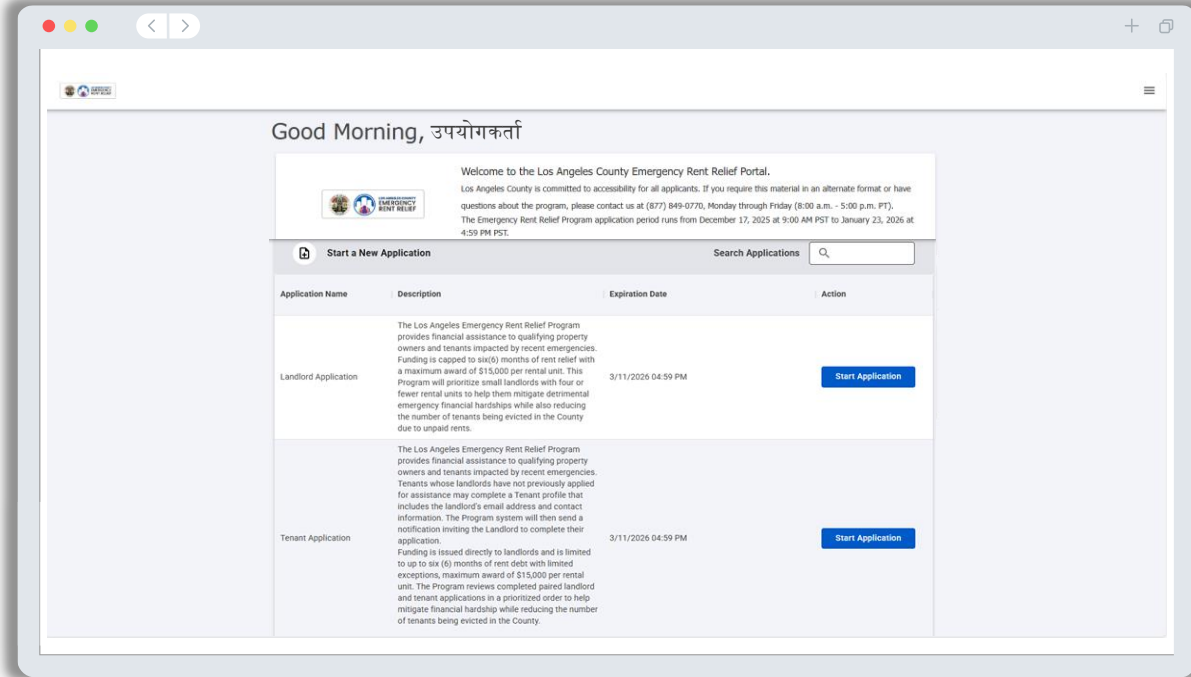 LOS ANGELES COUNTY
EMERGENCY
RENT RELIEF
Good Morning, उपयोगकर्ता
LOS ANGELES COUNTY
EMERGENCY
RENT RELIEF
Welcome to the Los Angeles County Emergency Rent Relief Portal.
Los Angeles County is committed to accessibility for all applicants. If you require this material in an alternate format or have
questions about the program, please contact us at (877) 849-0770, Monday through Friday (8:00 a.m. - 5:00 p.m. PT).
The Emergency Rent Relief Program application period runs from December 17, 2025 at 9:00 AM PST to January 23, 2026 at
4:59 PM PST.
Start a New Application Search Applications
Application Name Description Expiration Date Action
The Los Angeles Emergency Rent Relief Program
provides financial assistance to qualifying property
owners and tenants impacted by recent emergencies.
Funding is capped to six(6) months of rent relief with
a maximum award of $15,000 per rental unit. This
Landlord Application Program will prioritize small landlords with four or 3/11/2026 04:59 PM Start Application
fewer rental units to help them mitigate detrimental
emergency financial hardships while also reducing
the number of tenants being evicted in the County
due to unpaid rents.
The Los Angeles Emergency Rent Relief Program
provides financial assistance to qualifying property
owners and tenants impacted by recent emergencies.
Tenants whose landlords have not previously applied
for assistance may complete a Tenant profile that
includes the landlord's email address and contact
information. The Program system will then send a
notification inviting the Landlord to complete their
Tenant Application application. 3/11/2026 04:59 PM Start Application
Funding is issued directly to landlords and is limited
to up to six (6) months of rent debt with limited
exceptions, maximum award of $15,000 per rental
unit. The Program reviews completed paired landlord
and tenant applications in a prioritized order to help
mitigate financial hardship while reducing the number
of tenants being evicted in the County.